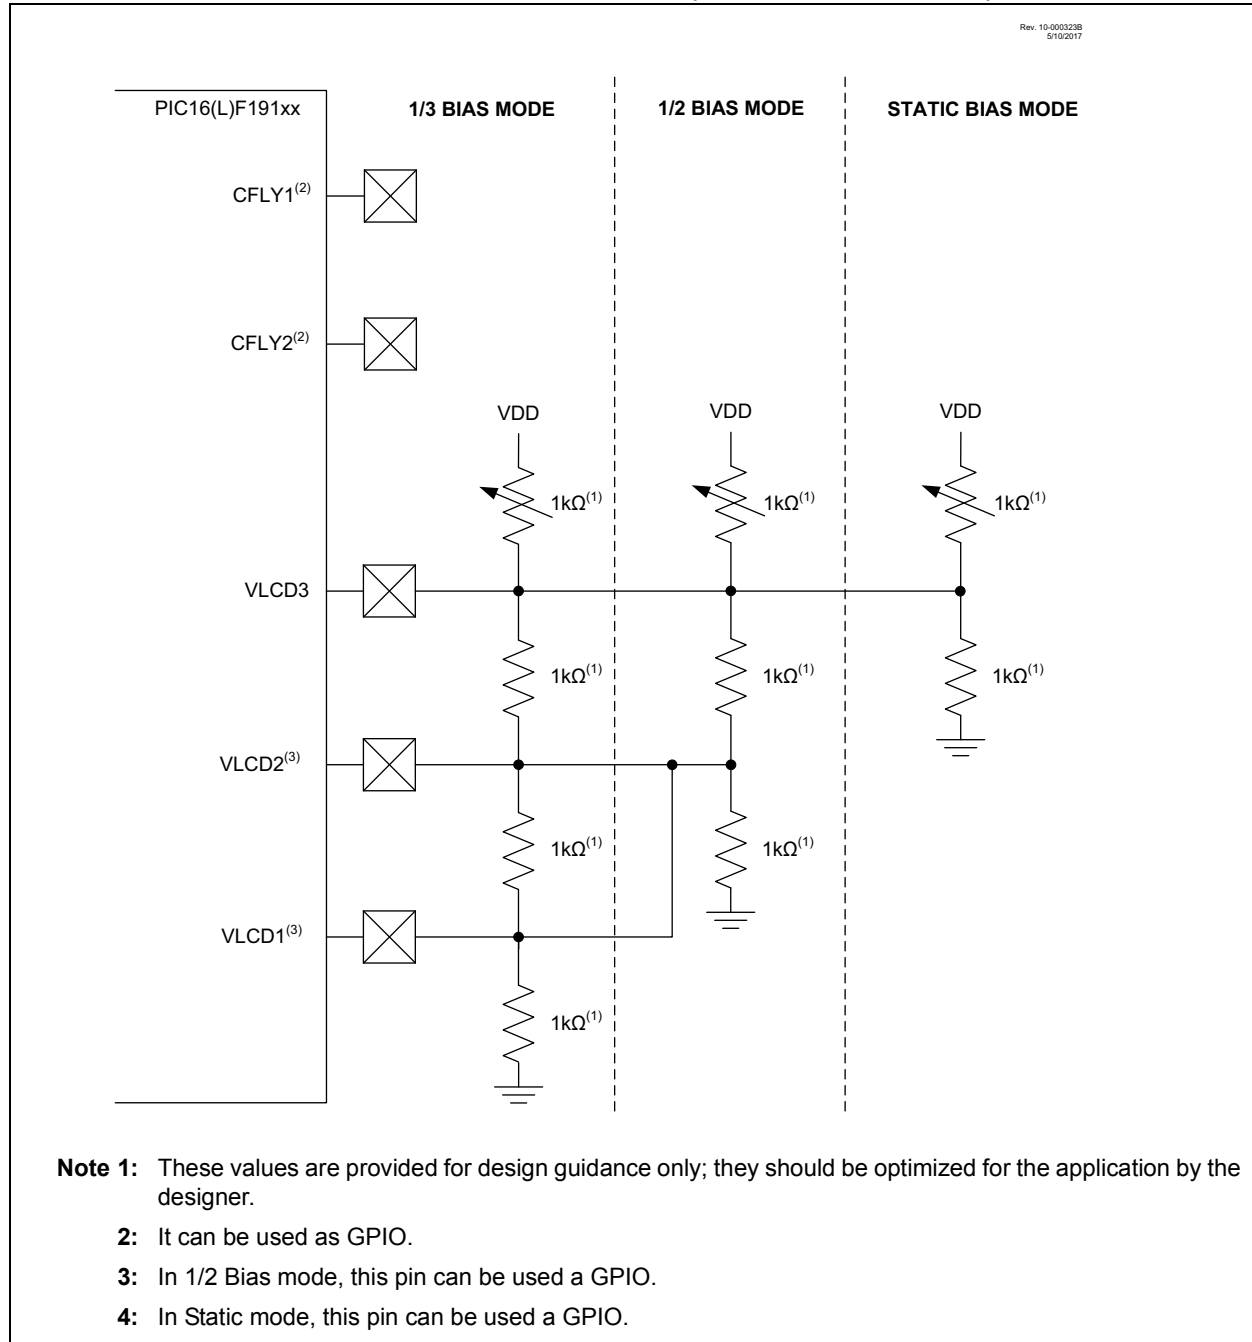 Rev. 10-000323B
5/10/2017
PIC16(L)F191xx
1/3 BIAS MODE
1/2 BIAS MODE
STATIC BIAS MODE
CFLY1(2)
CFLY2(2)
VDD
VDD
VDD
1kΩ(1)
1kΩ(1)
1kΩ(1)
VLCD3
1kΩ(1)
1kΩ(1)
1kΩ(1)
VLCD2(3)
1kΩ(1)
1kΩ(1)
VLCD1(3)
1kΩ(1)
Note 1: These values are provided for design guidance only; they should be optimized for the application by the
designer.
2: It can be used as GPIO.
3: In 1/2 Bias mode, this pin can be used a GPIO.
4: In Static mode, this pin can be used a GPIO.